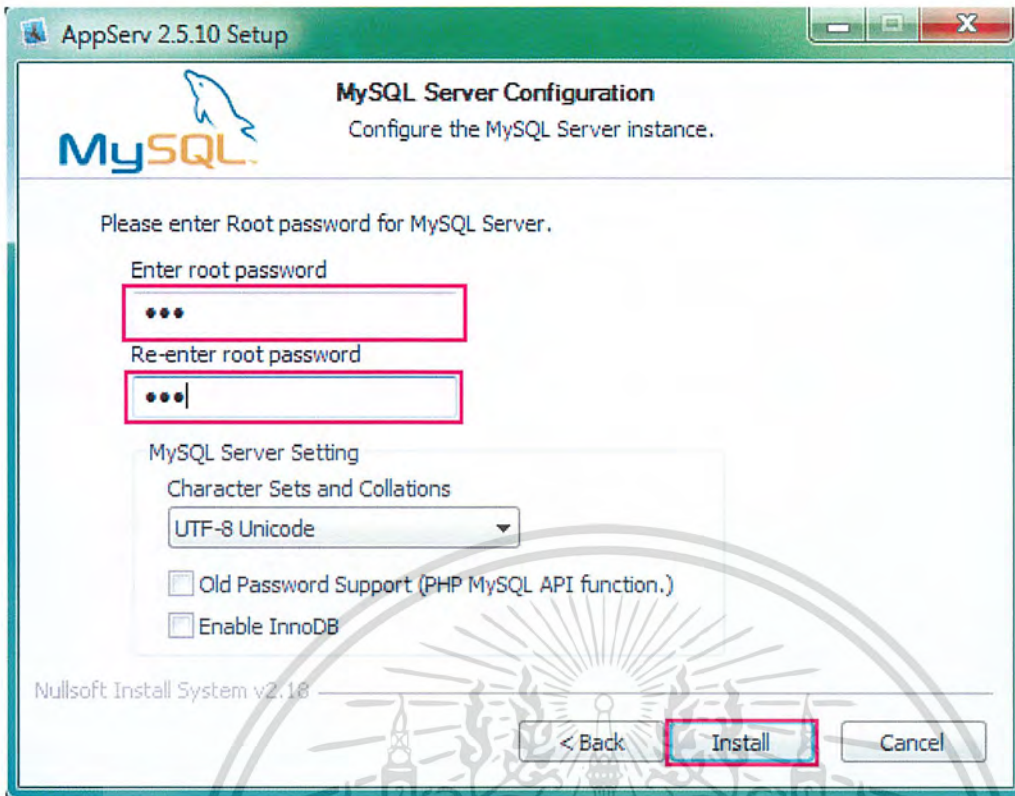 AppServ 2.5.10 Setup
MySQL Server Configuration
Configure the MySQL Server instance.
MySQL
Please enter Root password for MySQL Server.
Enter root password
•••
Re-enter root password
•••
MySQL Server Setting
Character Sets and Collations
UTF-8 Unicode
Old Password Support (PHP MySQL API function.)
Enable InnoDB
Nullsoft Install System v2.18
< Back Install Cancel